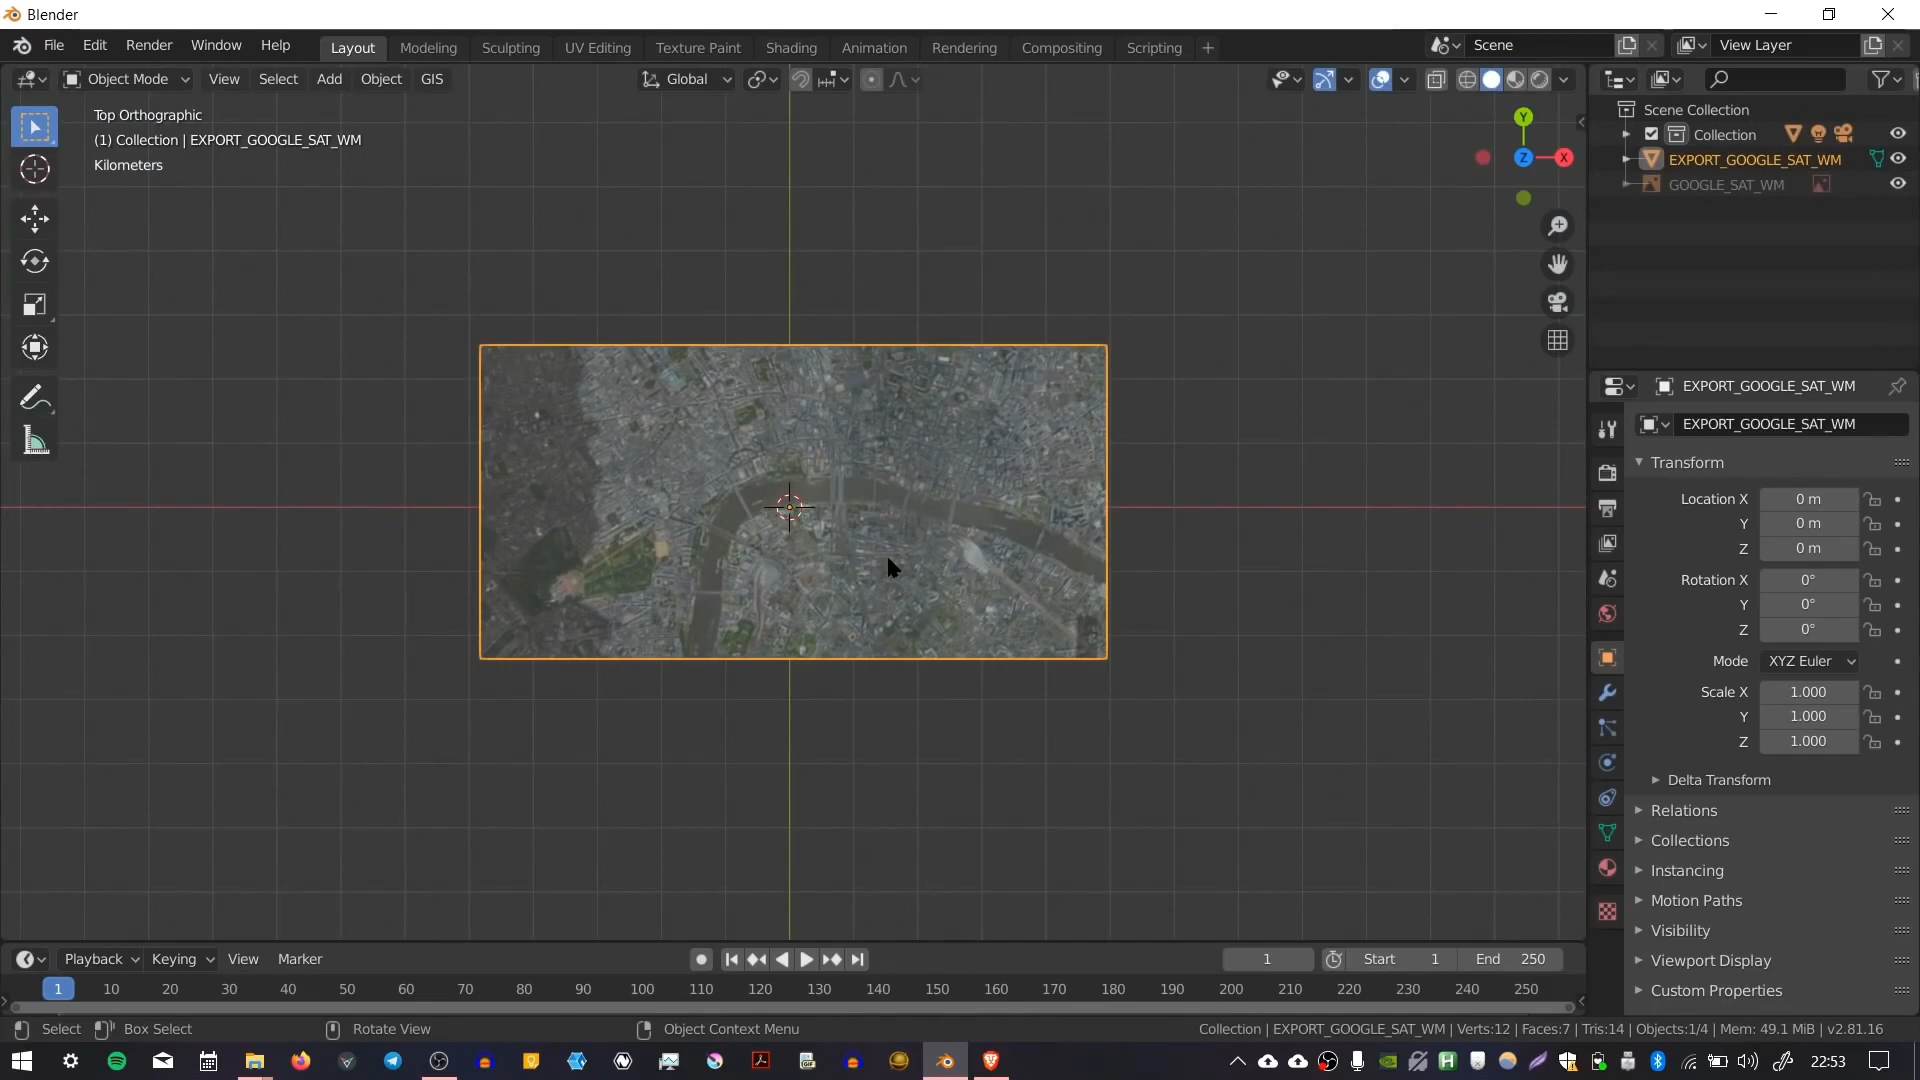 Blender
File Edit Render Window Help Layout Modeling Sculpting UV Editing Texture Paint Shading Animation Rendering Compositing Scripting Scene View Layer
Object Mode View Select Add Object GIS Global
Top Orthographic
(1) Collection | EXPORT_GOOGLE_SAT_WM
Kilometers
Y
Z X
Scene Collection
Collection
EXPORT_GOOGLE_SAT_WM
GOOGLE_SAT_WM
EXPORT_GOOGLE_SAT_WM
EXPORT_GOOGLE_SAT_WM
Transform
Location X 0 m
Y 0 m
Z 0 m
Rotation X 0°
Y 0°
Z 0°
Mode XYZ Euler
Scale X 1.000
Y 1.000
Z 1.000
Delta Transform
Relations
Collections
Instancing
Motion Paths
Visibility
Viewport Display
Custom Properties
Playback Keying View Marker 1 Start 1 End 250
1 10 20 30 40 50 60 70 80 90 100 110 120 130 140 150 160 170 180 190 200 210 220 230 240 250
Select Box Select Rotate View Object Context Menu Collection | EXPORT_GOOGLE_SAT_WM | Verts:12 | Faces:7 | Tris:14 | Objects:1/4 | Mem: 49.1 MiB | v2.81.16
22:53